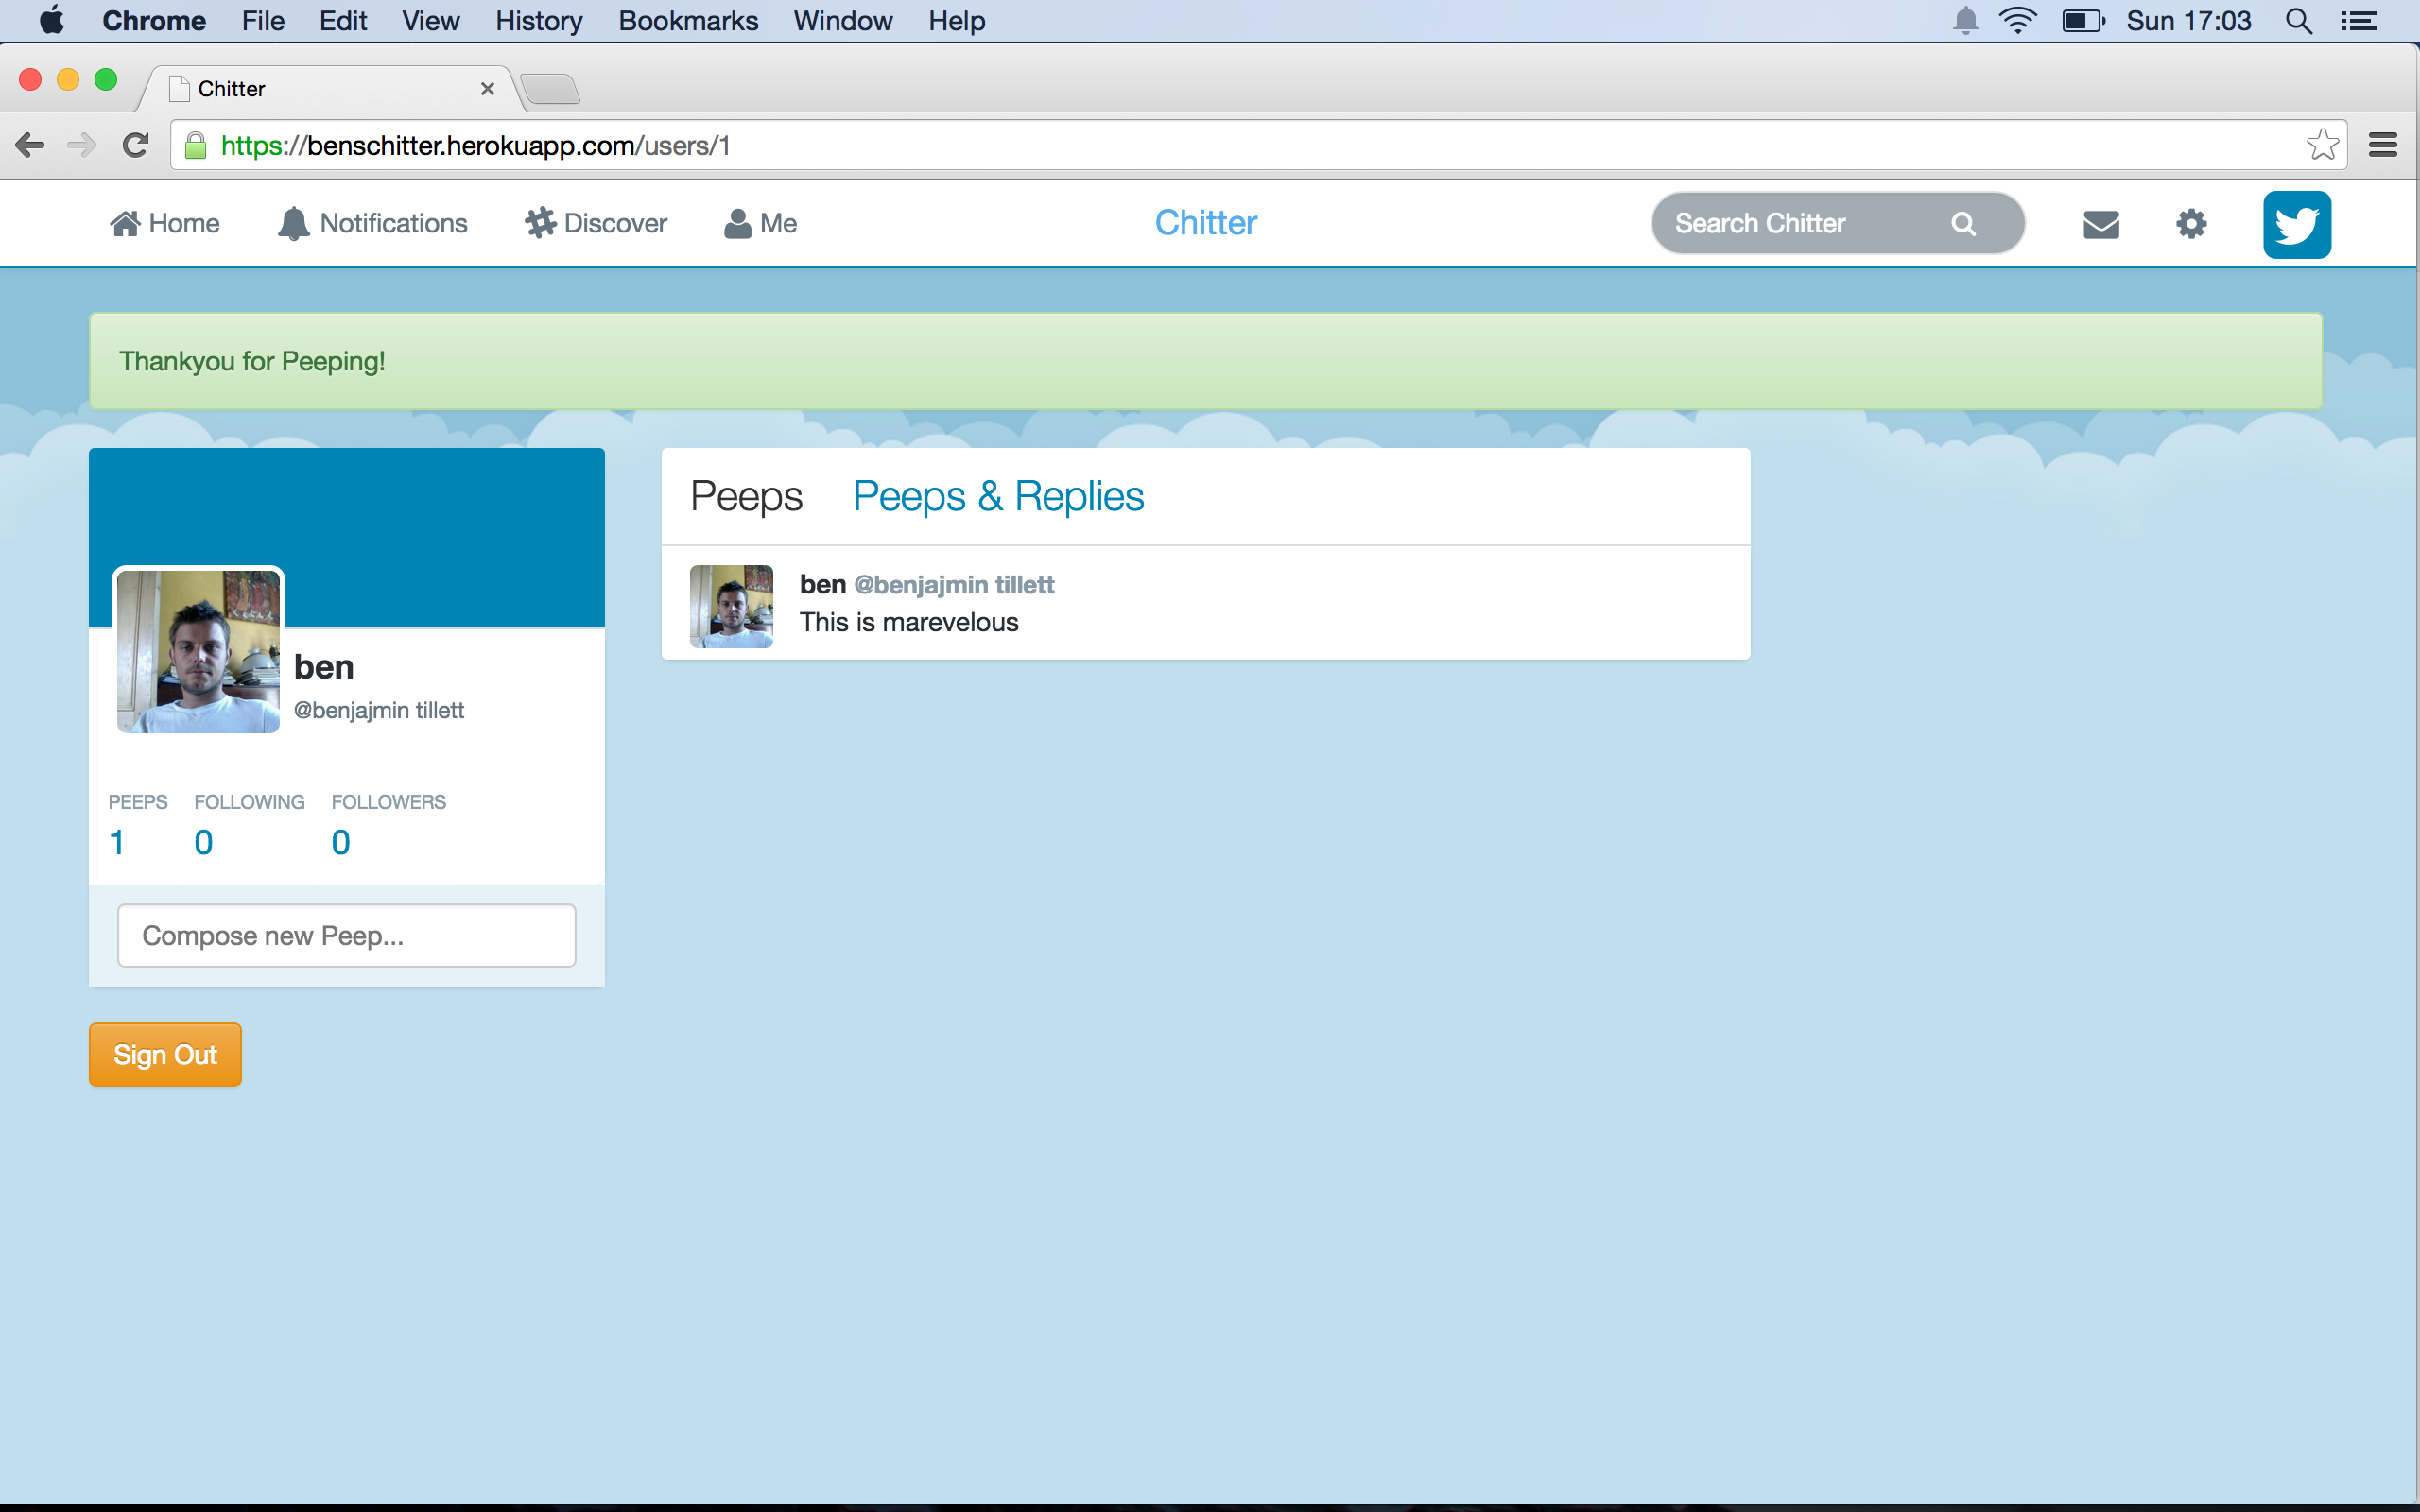 Chrome File Edit View History Bookmarks Window Help Sun 17:03
Chitter
https://benschitter.herokuapp.com/users/1
Home Notifications Discover Me Chitter Search Chitter
Thankyou for Peeping!
Peeps Peeps & Replies
ben @benjajmin tillett
This is marevelous
ben
@benjajmin tillett
PEEPS FOLLOWING FOLLOWERS
1 0 0
Compose new Peep...
Sign Out